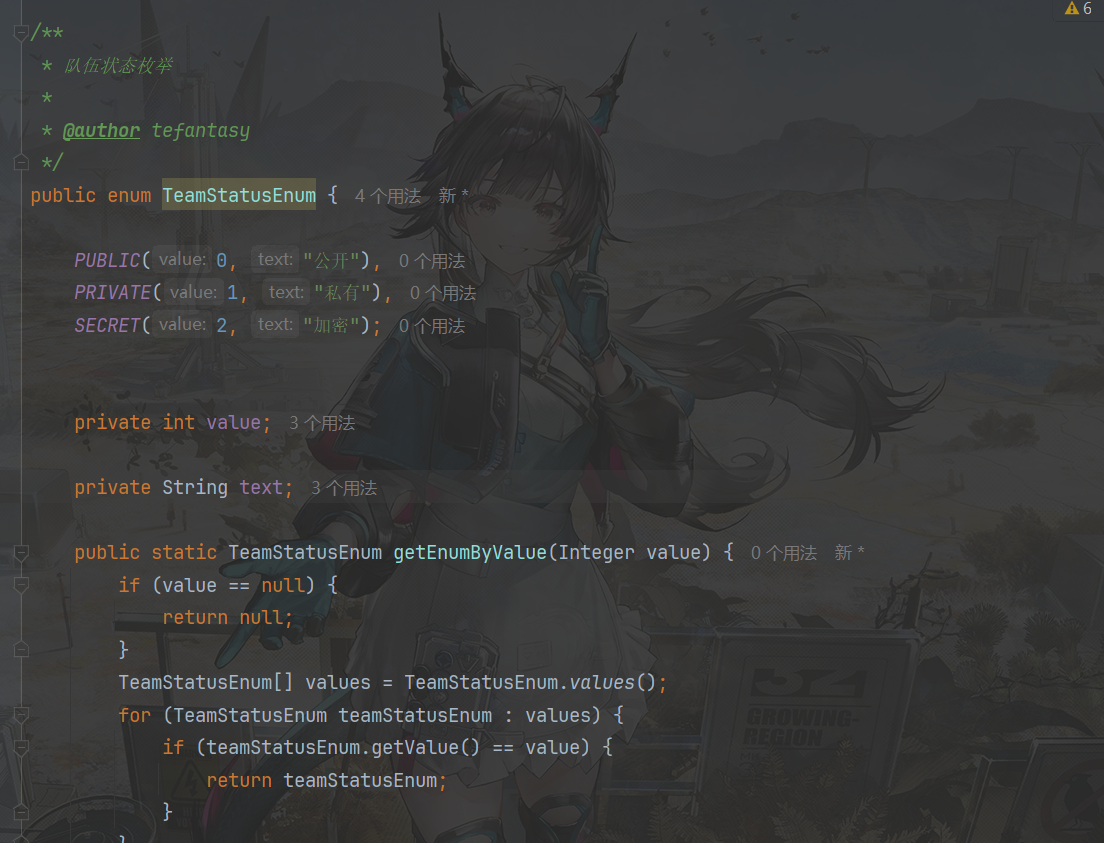 6
/**
* 队伍状态枚举
*
* @author tefantasy
*/
public enum TeamStatusEnum { 4 个用法 新 *
PUBLIC( value: 0, text: "公开"), 0 个用法
PRIVATE( value: 1, text: "私有"), 0 个用法
SECRET( value: 2, text: "加密"); 0 个用法
private int value; 3 个用法
private String text; 3 个用法
public static TeamStatusEnum getEnumByValue(Integer value) { 0 个用法 新 *
if (value == null) {
return null;
}
TeamStatusEnum[] values = TeamStatusEnum.values();
for (TeamStatusEnum teamStatusEnum : values) {
if (teamStatusEnum.getValue() == value) {
return teamStatusEnum;
}
34
GROWING-
REGION